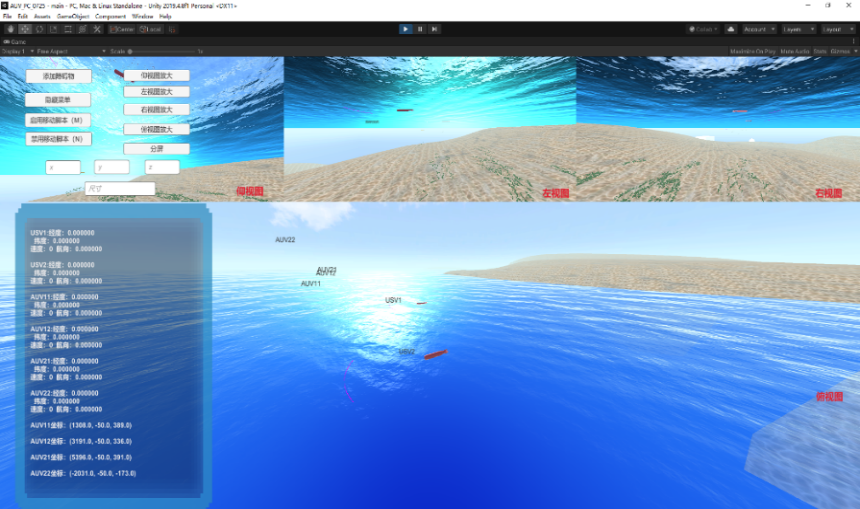 AUV_PC_0725 - main - PC, Mac & Linux Standalone - Unity 2019.4.8f1 Personal <DX11>
File Edit Assets GameObject Component Window Help
Center Local
Collab Account Layers Layout
Game
Display 1 Free Aspect Scale 1x
Maximize On Play Mute Audio Stats Gizmos
添加障碍物
仰视图放大
左视图放大
隐藏菜单
右视图放大
启用移动脚本（M）
俯视图放大
禁用移动脚本（N）
分屏
x y z
尺寸
仰视图
左视图
右视图
USV1:经度：0.000000
纬度：0.000000
速度：0 航向：0.000000
USV2:经度：0.000000
纬度：0.000000
速度：0 航向：0.000000
AUV11:经度：0.000000
纬度：0.000000
速度：0 航向：0.000000
AUV12:经度：0.000000
纬度：0.000000
速度：0 航向：0.000000
AUV21:经度：0.000000
纬度：0.000000
速度：0 航向：0.000000
AUV22:经度：0.000000
纬度：0.000000
速度：0 航向：0.000000
AUV11坐标：(1308.0, -50.0, 389.0)
AUV12坐标：(3191.0, -50.0, 336.0)
AUV21坐标：(5396.0, -50.0, 391.0)
AUV22坐标：(-2031.0, -50.0, -173.0)
AUV22
AUV11
USV1
USV2
俯视图